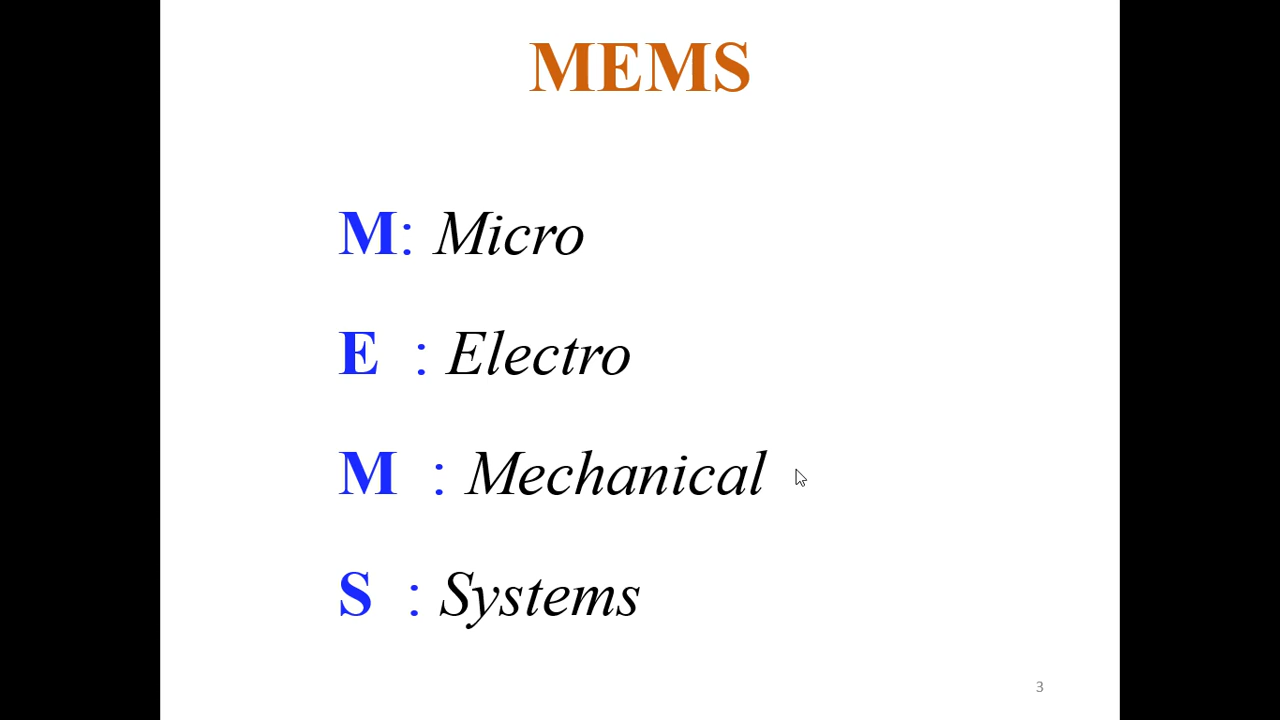 MEMS
M: Micro
E : Electro
M : Mechanical
S : Systems
3